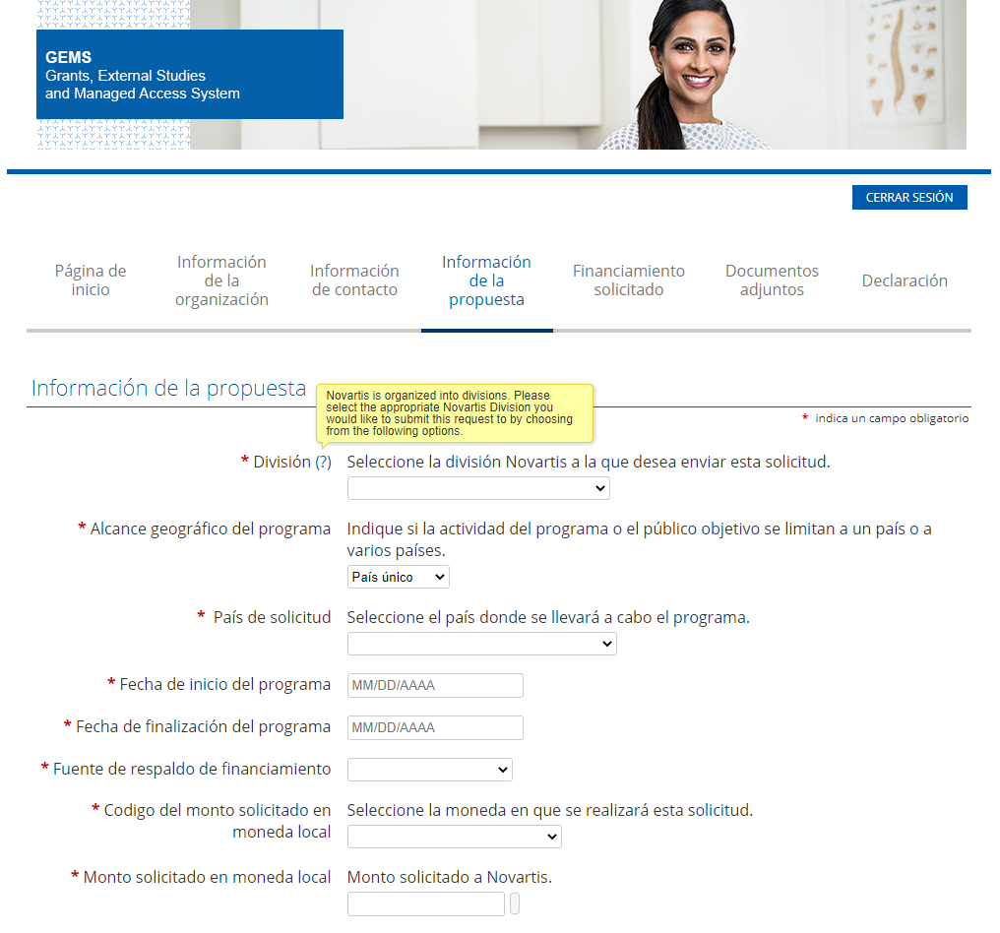 GEMS
Grants, External Studies
and Managed Access System
CERRAR SESIÓN
Página de
inicio
Información
de la
organización
Información
de contacto
Información
de la
propuesta
Financiamiento
solicitado
Documentos
adjuntos
Declaración
Información de la propuesta
Novartis is organized into divisions. Please
select the appropriate Novartis Division you
would like to submit this request to by choosing
from the following options.
* indica un campo obligatorio
* División (?)
Seleccione la división Novartis a la que desea enviar esta solicitud.
* Alcance geográfico del programa
Indique si la actividad del programa o el público objetivo se limitan a un país o a
varios países.
País único
* País de solicitud
Seleccione el país donde se llevará a cabo el programa.
* Fecha de inicio del programa
MM/DD/AAAA
* Fecha de finalización del programa
MM/DD/AAAA
* Fuente de respaldo de financiamiento
* Codigo del monto solicitado en
moneda local
Seleccione la moneda en que se realizará esta solicitud.
* Monto solicitado en moneda local
Monto solicitado a Novartis.